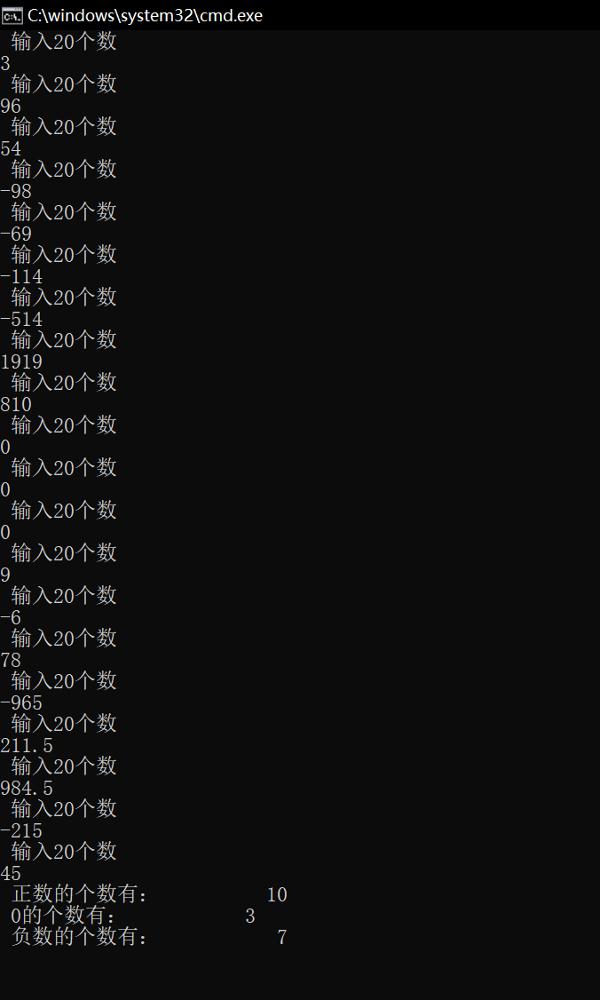 C:\windows\system32\cmd.exe
输入20个数
3
输入20个数
96
输入20个数
54
输入20个数
-98
输入20个数
-69
输入20个数
-114
输入20个数
-514
输入20个数
1919
输入20个数
810
输入20个数
0
输入20个数
0
输入20个数
0
输入20个数
9
输入20个数
-6
输入20个数
78
输入20个数
-965
输入20个数
211.5
输入20个数
984.5
输入20个数
-215
输入20个数
45
正数的个数有: 10
0的个数有: 3
负数的个数有: 7